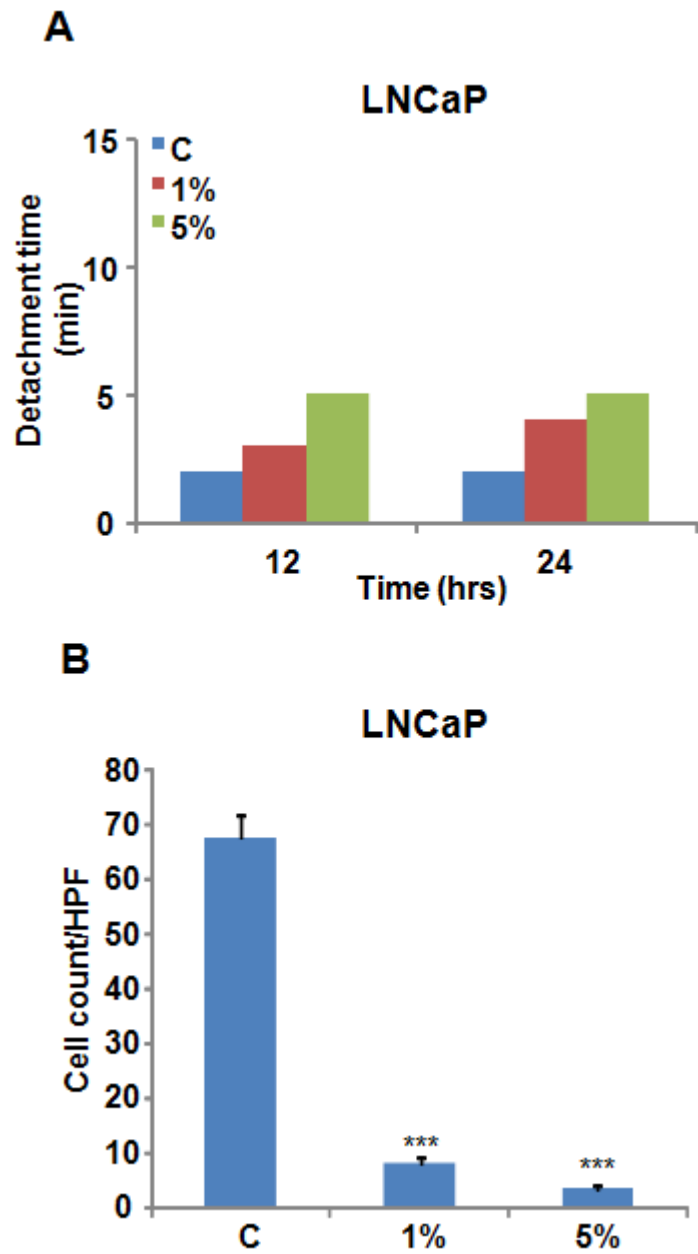 A
LNCaP
15
10
5
0
Detachment time
(min)
C
1%
5%
12
24
Time (hrs)
B
LNCaP
80
70
60
50
40
30
20
10
0
Cell count/HPF
***
***
C
1%
5%